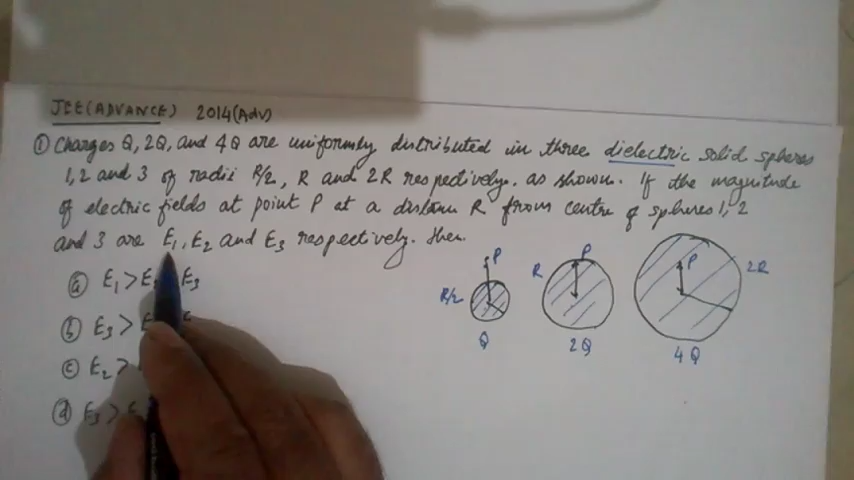 JEE(ADVANCE) 2014(Adv)
① Charges Q, 2Q, and 4Q are uniformly distributed in three dielectric solid spheres
1, 2 and 3 of radii R/2, R and 2R respectively. as shown. If the magnitude
of electric fields at point P at a distance R from centre of spheres 1, 2
and 3 are E₁, E₂ and E₃ respectively. then
ⓐ E₁ > E₃
ⓑ E₃ >
ⓒ E₂ >
ⓓ E₃ >
P
R/2
Q
P
R
2Q
P
2R
4Q